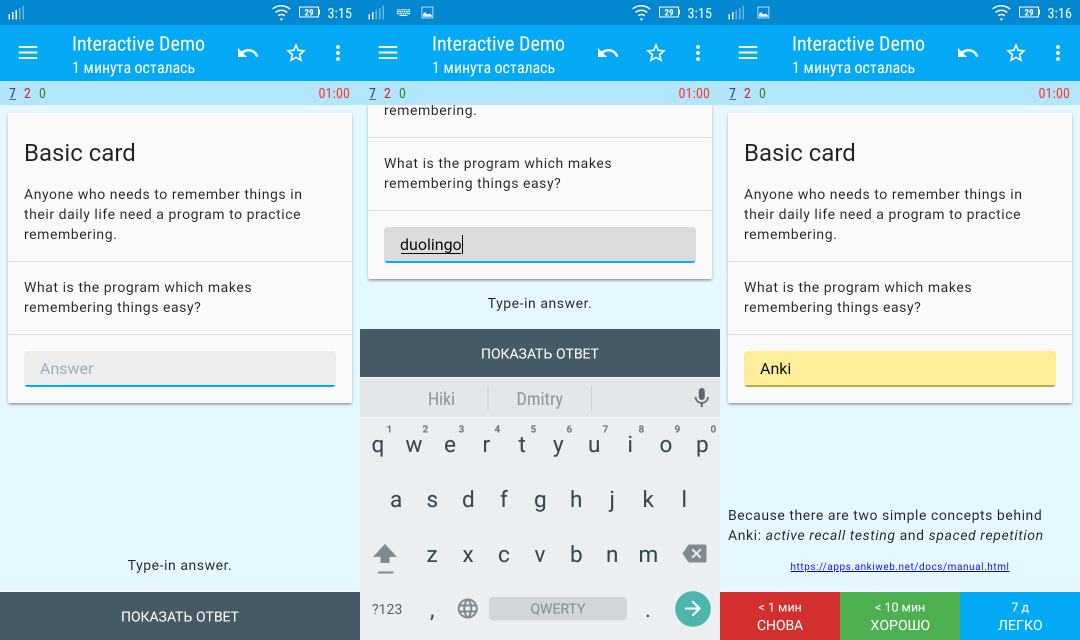 29 3:15
Interactive Demo
1 минута осталась
7 2 0 01:00
Basic card
Anyone who needs to remember things in
their daily life need a program to practice
remembering.
What is the program which makes
remembering things easy?
Answer
Type-in answer.
ПОКАЗАТЬ ОТВЕТ
29 3:15
Interactive Demo
1 минута осталась
7 2 0 01:00
remembering.
What is the program which makes
remembering things easy?
duolingo
Type-in answer.
ПОКАЗАТЬ ОТВЕТ
Hiki Dmitry
1 2 3 4 5 6 7 8 9 0
q w e r t y u i o p
a s d f g h j k l
z x c v b n m
?123 , QWERTY .
29 3:16
Interactive Demo
1 минута осталась
7 2 0 01:00
Basic card
Anyone who needs to remember things in
their daily life need a program to practice
remembering.
What is the program which makes
remembering things easy?
Anki
Because there are two simple concepts behind
Anki: active recall testing and spaced repetition
https://apps.ankiweb.net/docs/manual.html
< 1 мин < 10 мин 7 д
СНОВА ХОРОШО ЛЕГКО